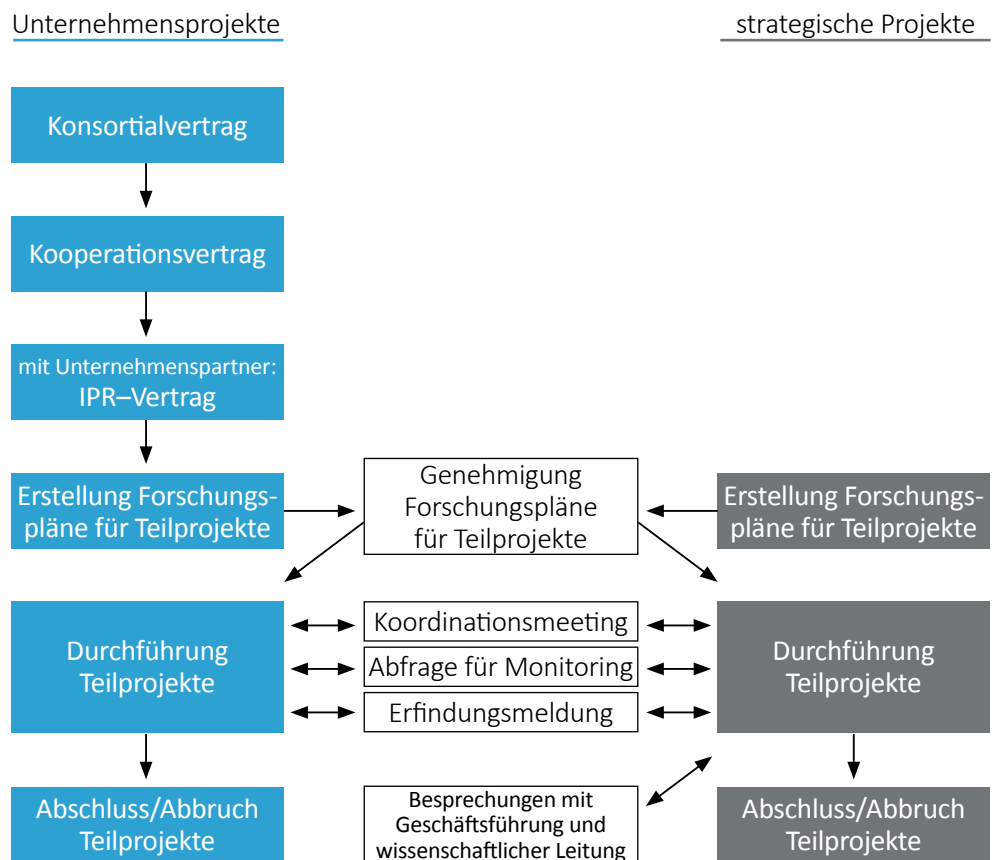 Unternehmensprojekte
strategische Projekte
Konsortialvertrag
Kooperationsvertrag
mit Unternehmenspartner:
IPR–Vertrag
Erstellung Forschungs-
pläne für Teilprojekte
Genehmigung
Forschungspläne
für Teilprojekte
Erstellung Forschungs-
pläne für Teilprojekte
Durchführung
Teilprojekte
Koordinationsmeeting
Abfrage für Monitoring
Erfindungsmeldung
Durchführung
Teilprojekte
Abschluss/Abbruch
Teilprojekte
Besprechungen mit
Geschäftsführung und
wissenschaftlicher Leitung
Abschluss/Abbruch
Teilprojekte